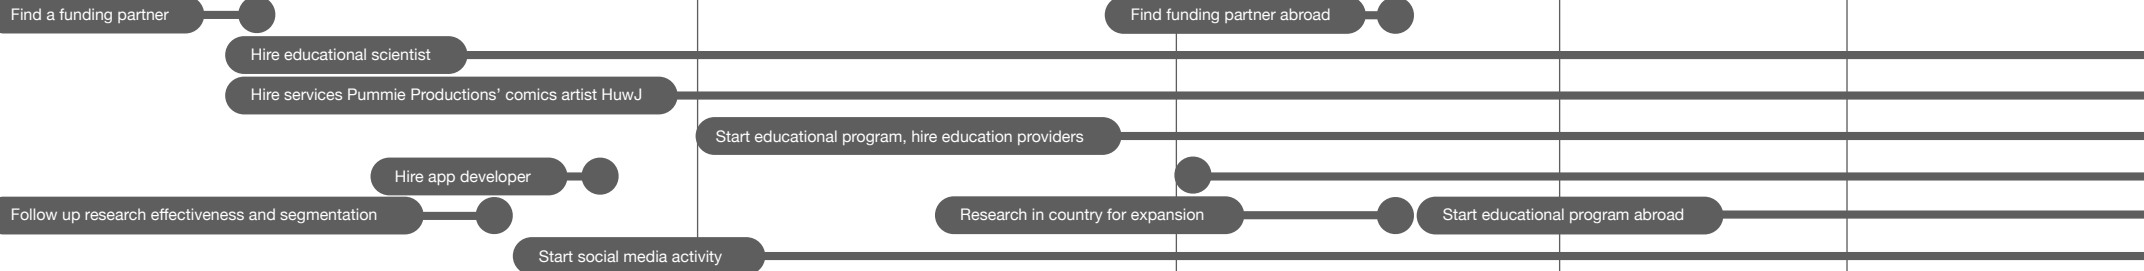 Find a funding partner
Find funding partner abroad
Hire educational scientist
Hire services Pummie Productions’ comics artist HuwJ
Start educational program, hire education providers
Hire app developer
Follow up research effectiveness and segmentation
Research in country for expansion
Start educational program abroad
Start social media activity